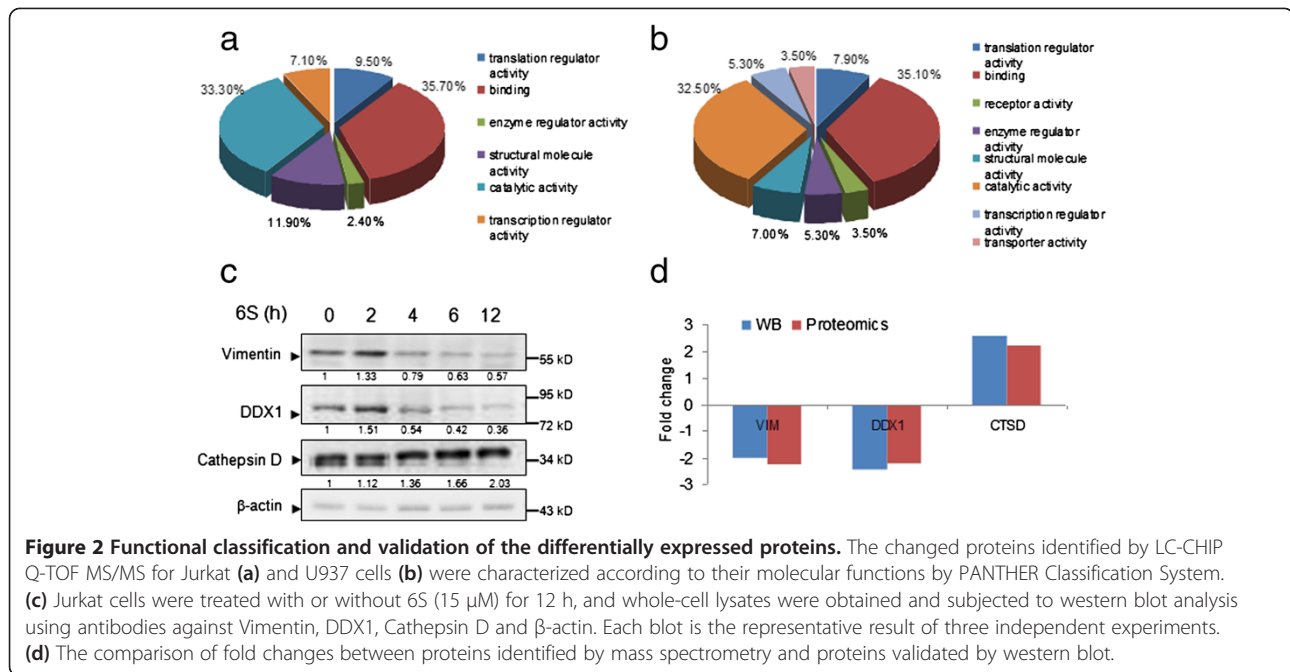 a
7.10%
9.50%
33.30%
35.70%
11.90%
2.40%
translation regulator
activity
binding
enzyme regulator activity
structural molecule
activity
catalytic activity
transcription regulator
activity
b
3.50%
5.30%
7.90%
32.50%
35.10%
7.00%
5.30%
3.50%
translation regulator
activity
binding
receptor activity
enzyme regulator
activity
structural molecule
activity
catalytic activity
transcription regulator
activity
transporter activity
c
6S (h) 0 2 4 6 12
Vimentin
55 kD
1 1.33 0.79 0.63 0.57
95 kD
DDX1
72 kD
1 1.51 0.54 0.42 0.36
Cathepsin D
34 kD
1 1.12 1.36 1.66 2.03
β-actin
43 kD
d
WB Proteomics
Fold change
3
2
1
0
-1
-2
-3
VIM DDX1 CTSD
Figure 2 Functional classification and validation of the differentially expressed proteins. The changed proteins identified by LC-CHIP
Q-TOF MS/MS for Jurkat (a) and U937 cells (b) were characterized according to their molecular functions by PANTHER Classification System.
(c) Jurkat cells were treated with or without 6S (15 μM) for 12 h, and whole-cell lysates were obtained and subjected to western blot analysis
using antibodies against Vimentin, DDX1, Cathepsin D and β-actin. Each blot is the representative result of three independent experiments.
(d) The comparison of fold changes between proteins identified by mass spectrometry and proteins validated by western blot.